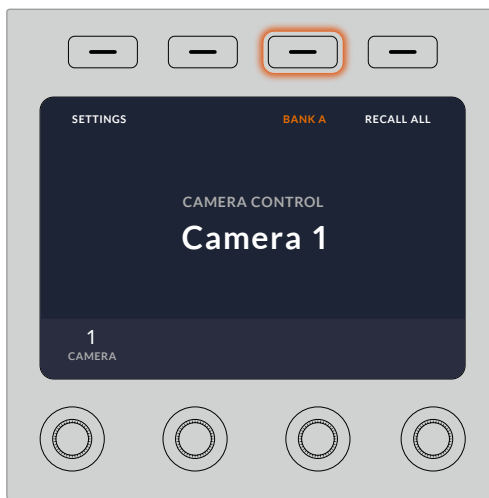 SETTINGS BANK A RECALL ALL
CAMERA CONTROL
Camera 1
1
CAMERA